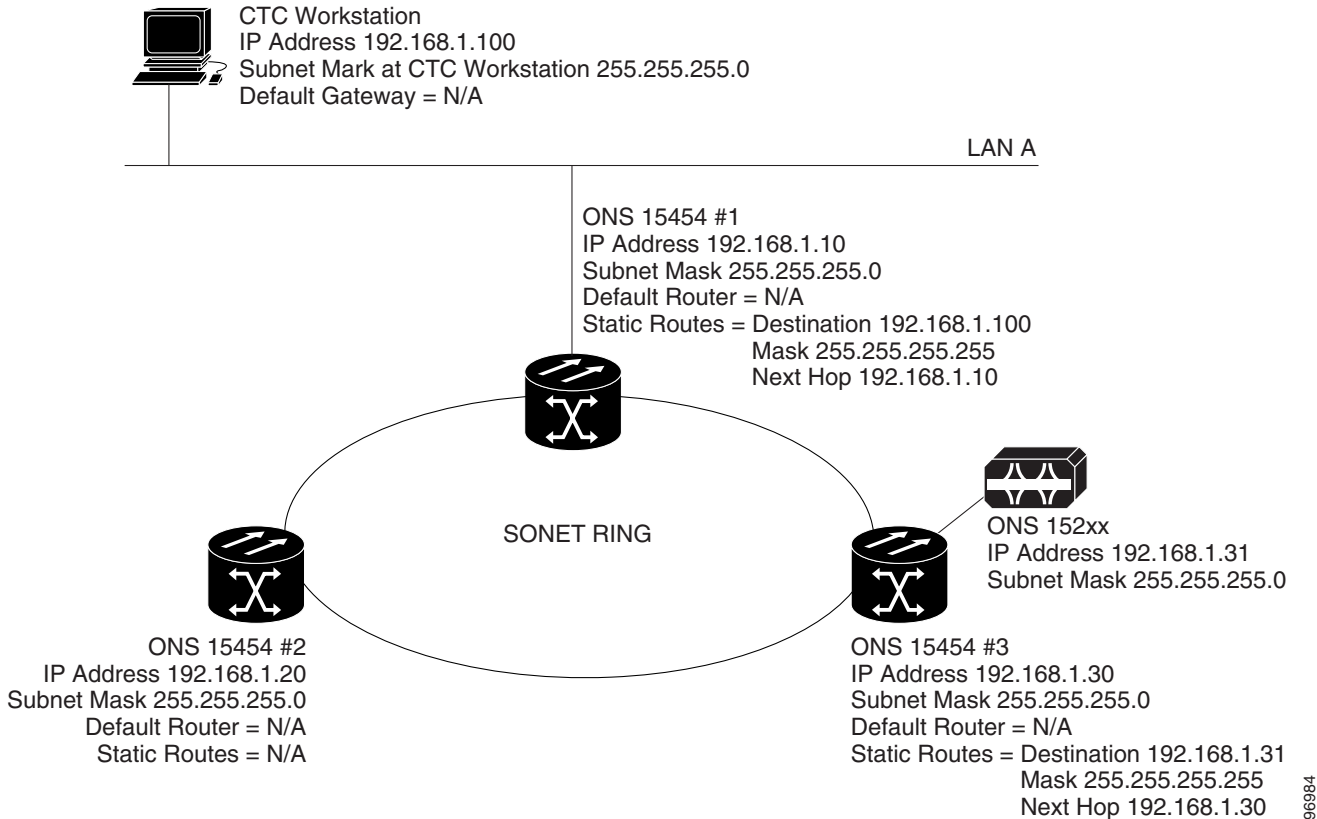 CTC Workstation
IP Address 192.168.1.100
Subnet Mark at CTC Workstation 255.255.255.0
Default Gateway = N/A
LAN A
ONS 15454 #1
IP Address 192.168.1.10
Subnet Mask 255.255.255.0
Default Router = N/A
Static Routes = Destination 192.168.1.100
Mask 255.255.255.255
Next Hop 192.168.1.10
SONET RING
ONS 152xx
IP Address 192.168.1.31
Subnet Mask 255.255.255.0
ONS 15454 #2
IP Address 192.168.1.20
Subnet Mask 255.255.255.0
Default Router = N/A
Static Routes = N/A
ONS 15454 #3
IP Address 192.168.1.30
Subnet Mask 255.255.255.0
Default Router = N/A
Static Routes = Destination 192.168.1.31
Mask 255.255.255.255
Next Hop 192.168.1.30
96984